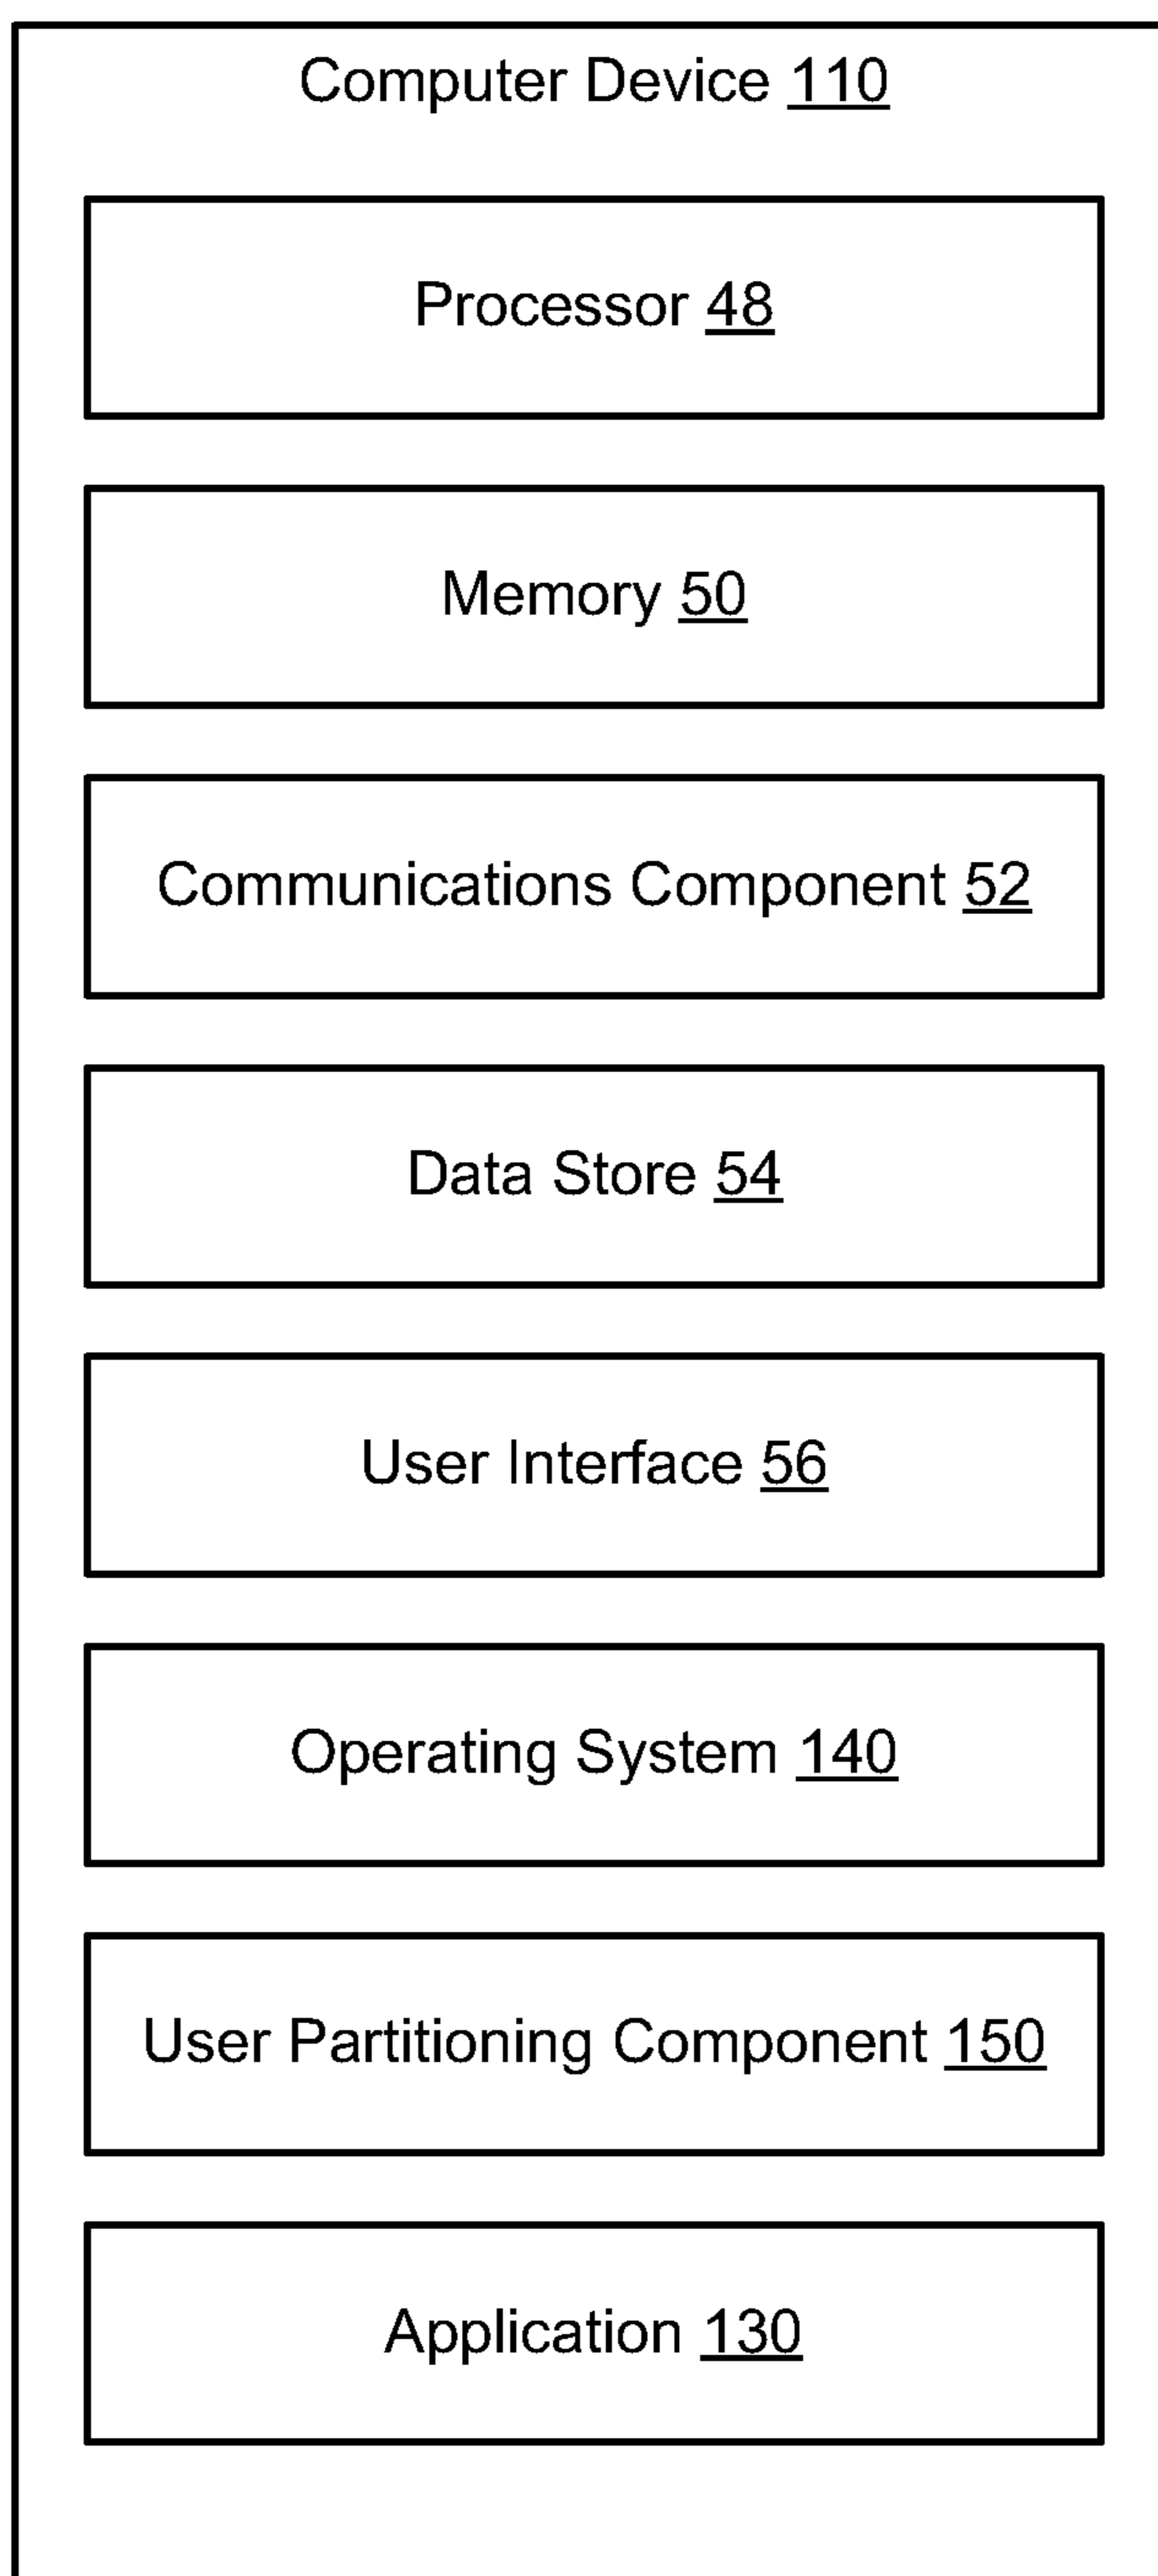 Computer Device 110
Processor 48
Memory 50
Communications Component 52
Data Store 54
User Interface 56
Operating System 140
User Partitioning Component 150
Application 130